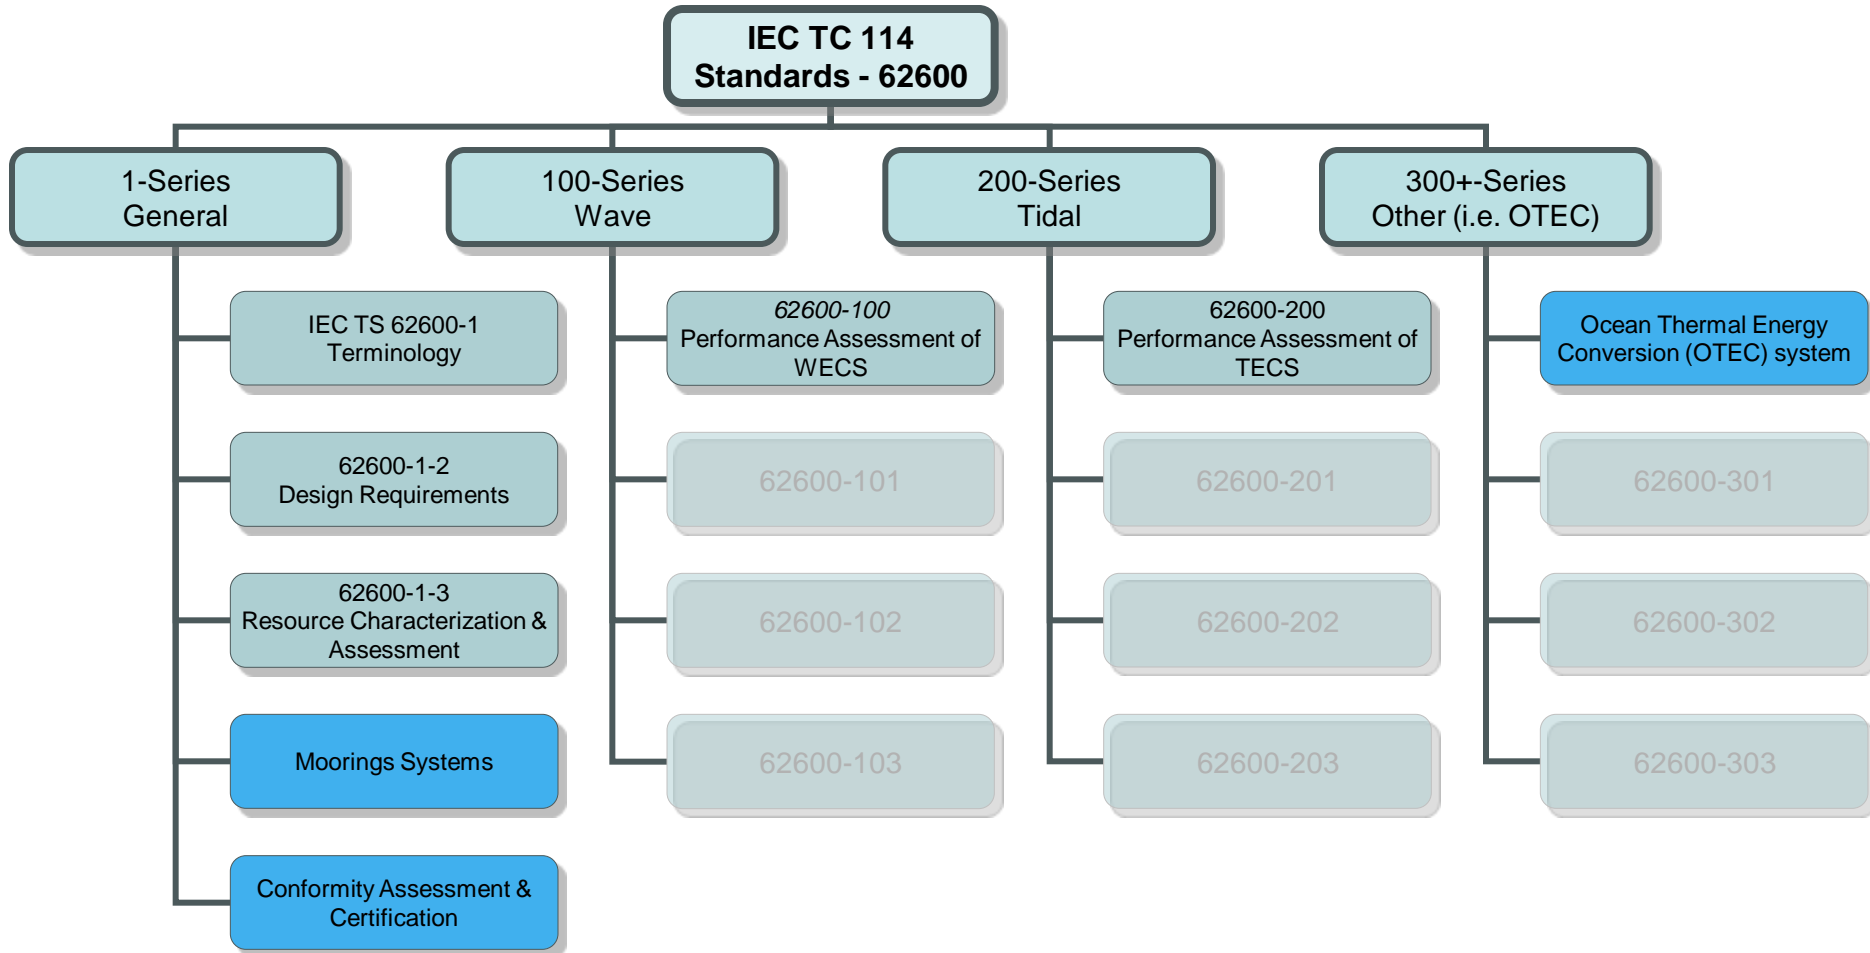 IEC TC 114
Standards - 62600
1-Series
General
100-Series
Wave
200-Series
Tidal
300+-Series
Other (i.e. OTEC)
IEC TS 62600-1
Terminology
62600-100
Performance Assessment of
WECS
62600-200
Performance Assessment of
TECS
Ocean Thermal Energy
Conversion (OTEC) system
62600-1-2
Design Requirements
62600-101
62600-201
62600-301
62600-1-3
Resource Characterization &
Assessment
62600-102
62600-202
62600-302
Moorings Systems
62600-103
62600-203
62600-303
Conformity Assessment &
Certification